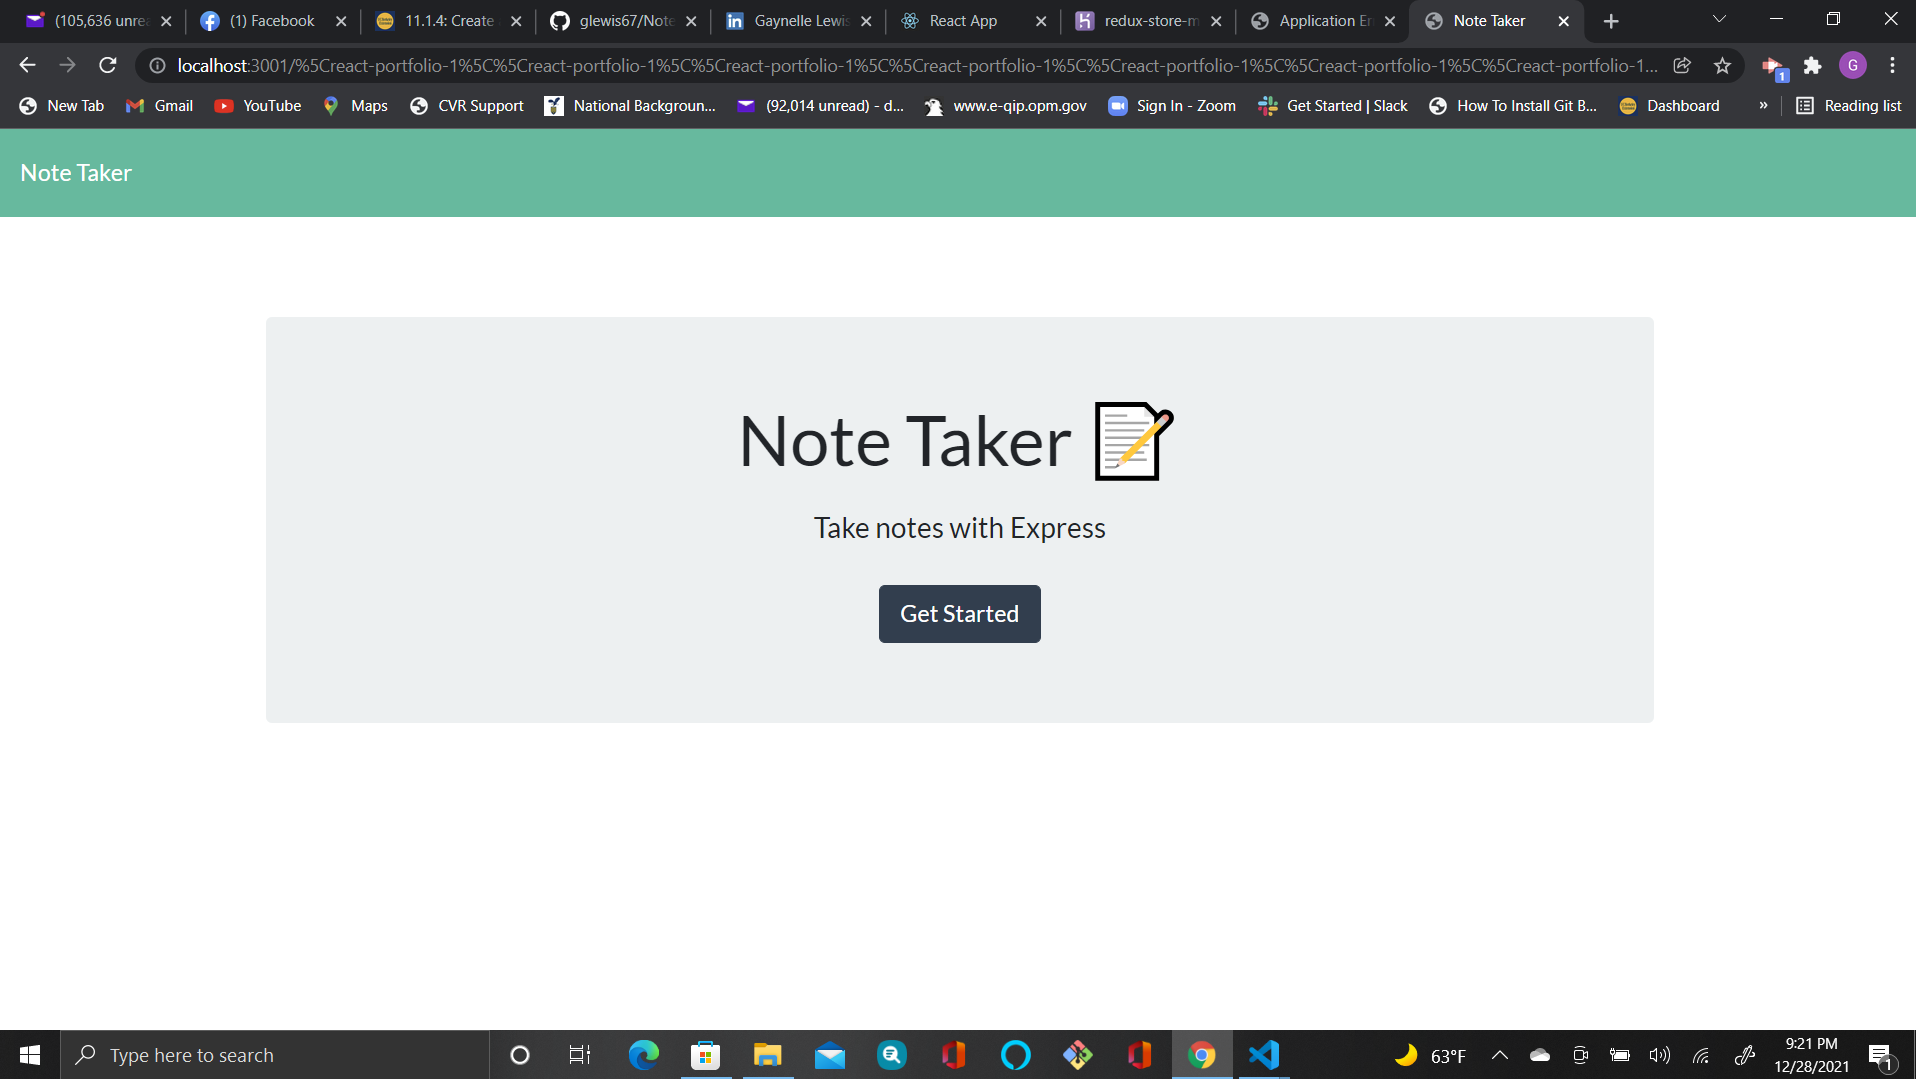 (105,636 unrea
(1) Facebook
11.1.4: Create
glewis67/Note
Gaynelle Lewis
React App
redux-store-m
Application Er
Note Taker
localhost:3001/%5Creact-portfolio-1%5C%5Creact-portfolio-1%5C%5Creact-portfolio-1%5C%5Creact-portfolio-1%5C%5Creact-portfolio-1%5C%5Creact-portfolio-1%5C%5Creact-portfolio-1...
1
G
New Tab
Gmail
YouTube
Maps
CVR Support
National Backgroun...
(92,014 unread) - d...
www.e-qip.opm.gov
Sign In - Zoom
Get Started | Slack
How To Install Git B...
Dashboard
»
Reading list
Note Taker
Note Taker
Take notes with Express
Get Started
Type here to search
63°F
9:21 PM
12/28/2021
1